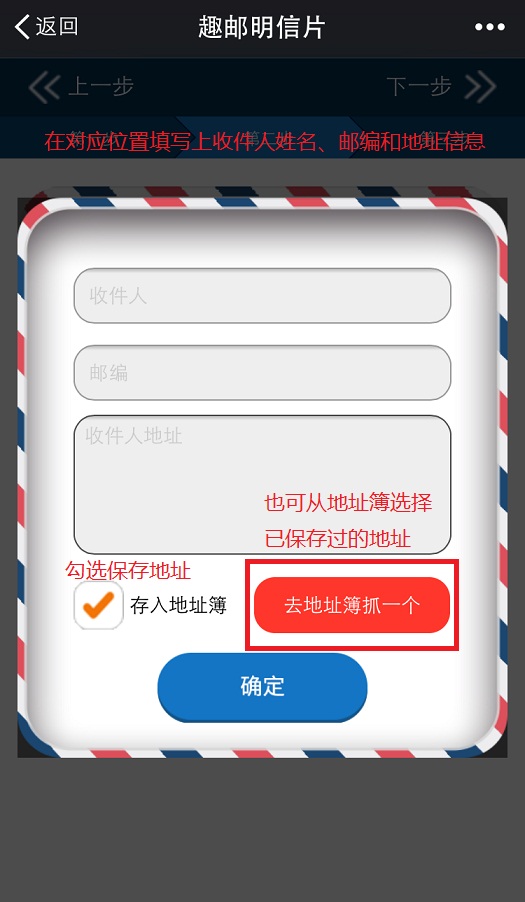 返回
趣邮明信片
上一步
下一步
在对应位置填写上收件人姓名、邮编和地址信息
收件人
邮编
收件人地址
也可从地址簿选择
已保存过的地址
勾选保存地址
存入地址簿
去地址簿抓一个
确定